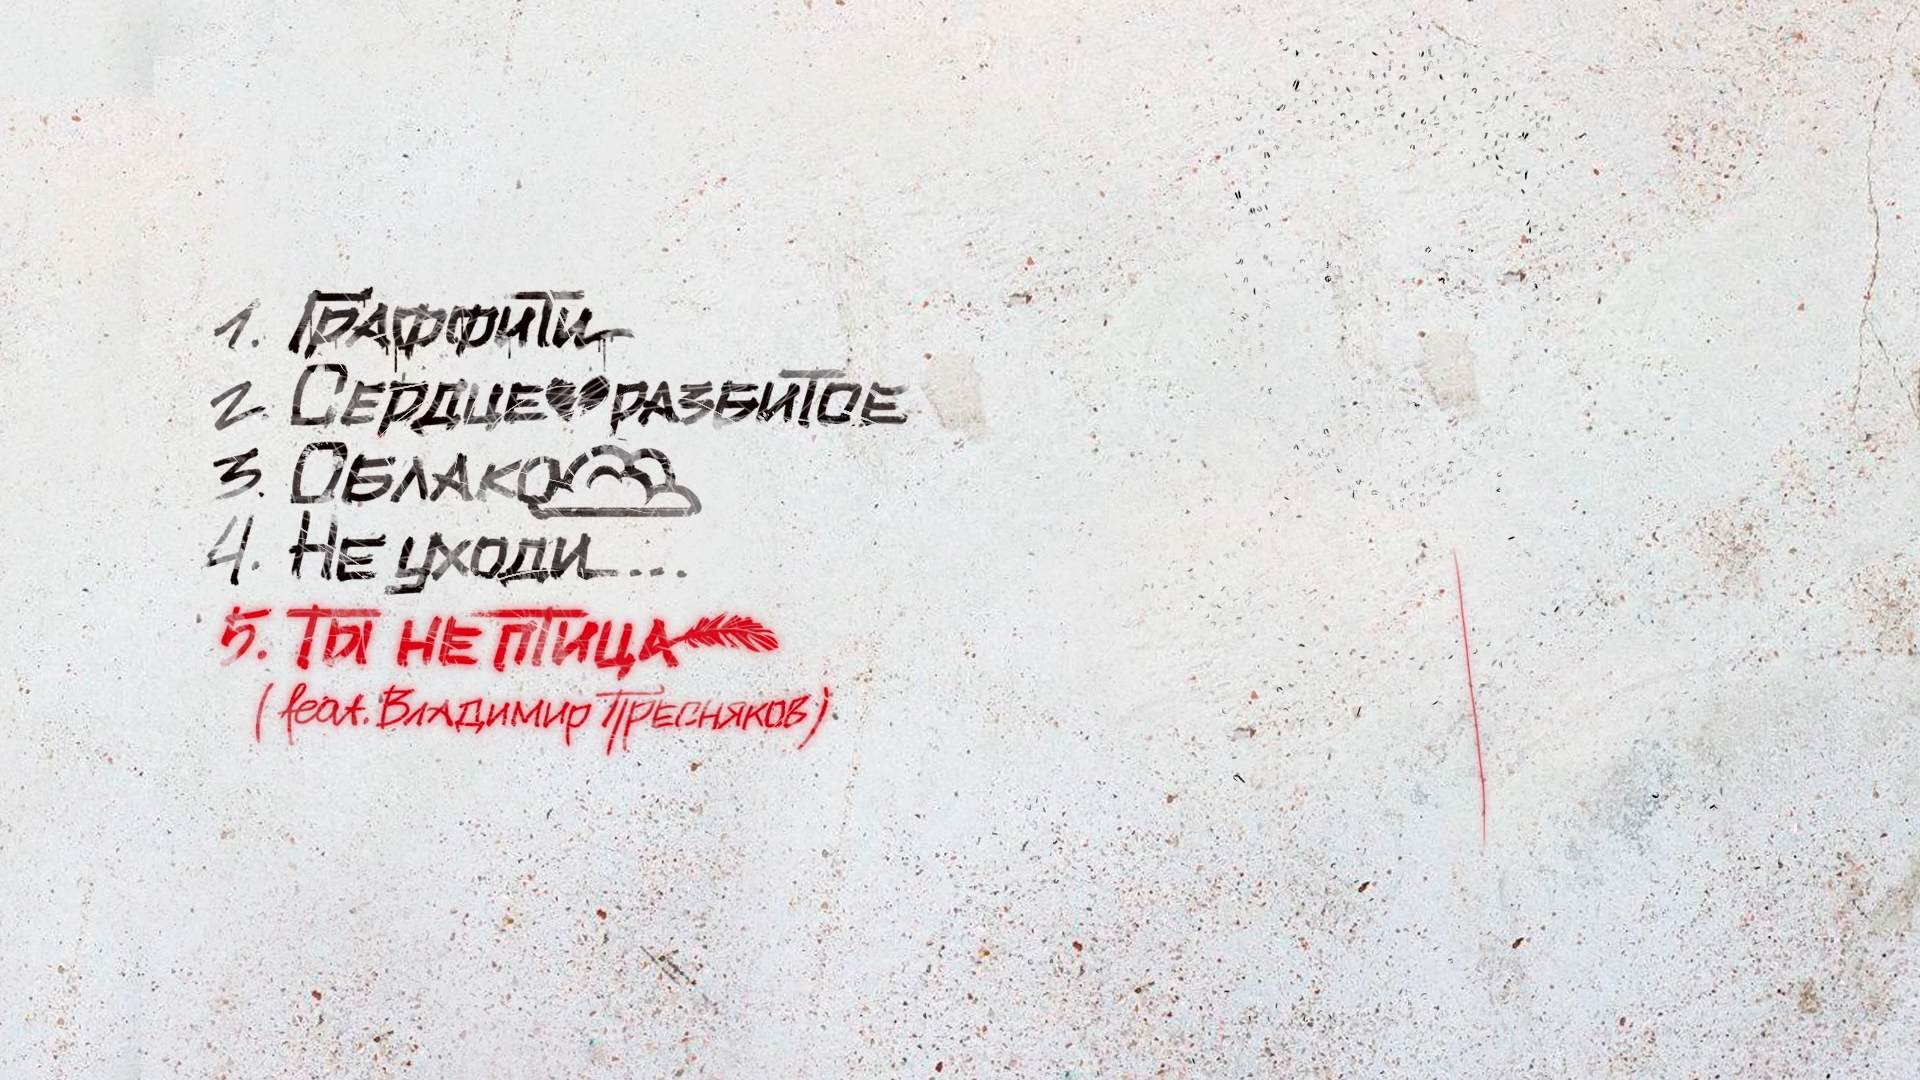 1. Граффити
2. Сердце разбитое
3. Облако
4. Не уходи...
5. Ты не птица
(feat. Владимир Пресняков)